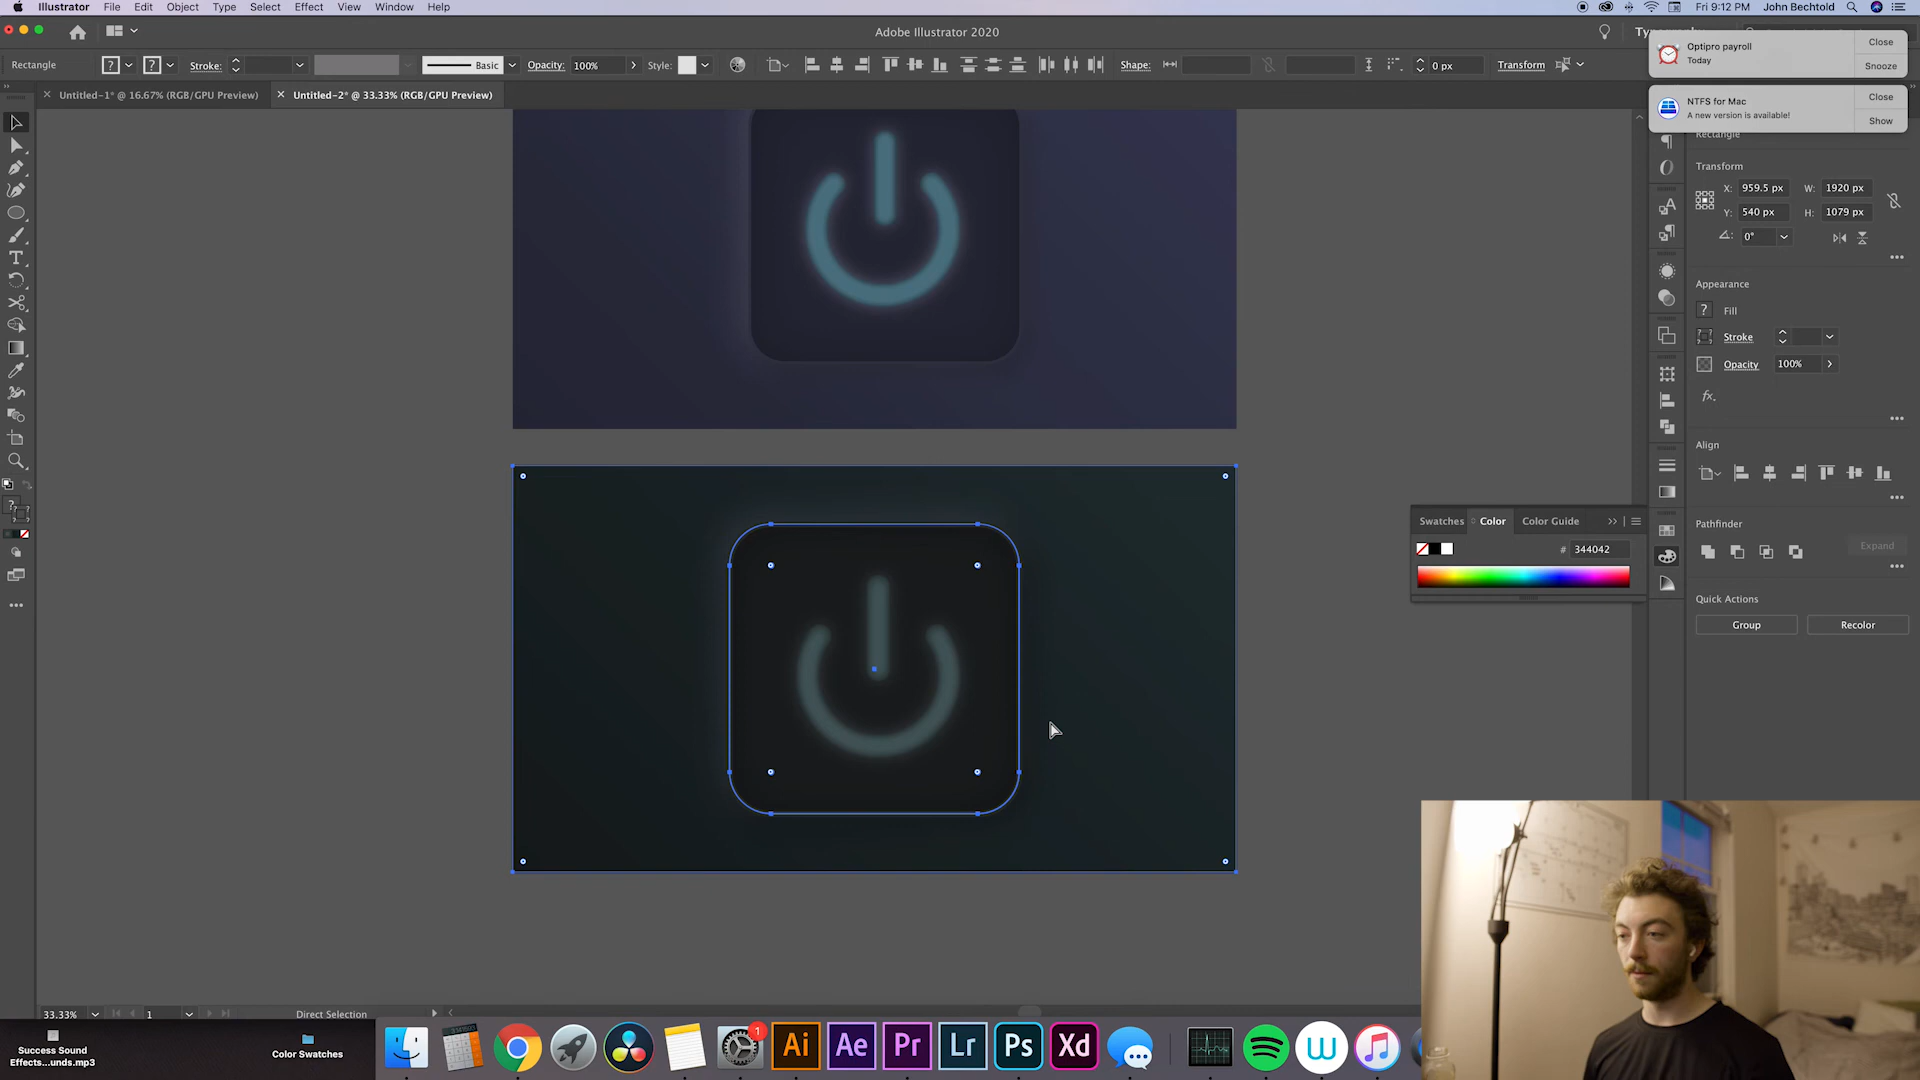 Illustrator File Edit Object Type Select Effect View Window Help
Fri 9:12 PM John Bechtold
Adobe Illustrator 2020
Optipro payroll
Today
Close
Snooze
NTFS for Mac
A new version is available!
Close
Show
Rectangle
Stroke:
Basic
Opacity: 100%
Style:
Shape:
0 px
Transform
Untitled-1* @ 16.67% (RGB/GPU Preview)
Untitled-2* @ 33.33% (RGB/GPU Preview)
Rectangle
Transform
X: 959.5 px W: 1920 px
Y: 540 px H: 1079 px
0°
Appearance
Fill
Stroke
Opacity 100%
fx.
Align
Pathfinder
Expand
Quick Actions
Group Recolor
Swatches Color Color Guide
# 344042
33.33% 1 Direct Selection
Success Sound
Effects...unds.mp3
Color Swatches
1
Ai Ae Pr Lr Ps Xd